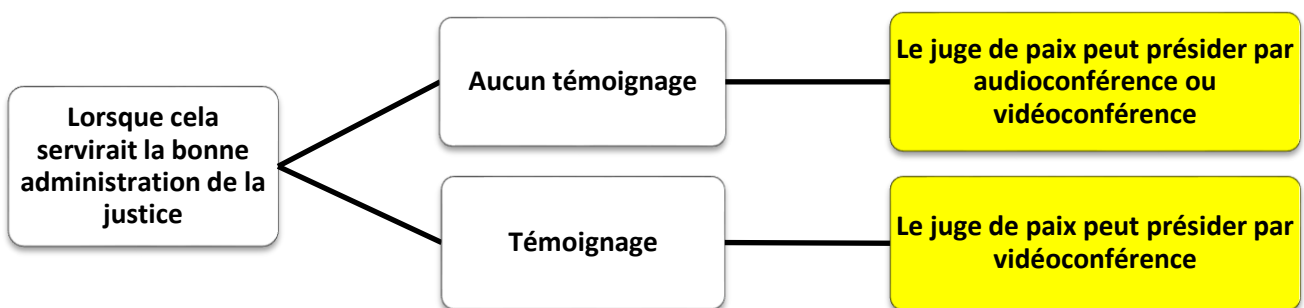 Lorsque cela
servirait la bonne
administration de la
justice
Aucun témoignage
Le juge de paix peut présider par
audioconférence ou
vidéoconférence
Témoignage
Le juge de paix peut présider par
vidéoconférence